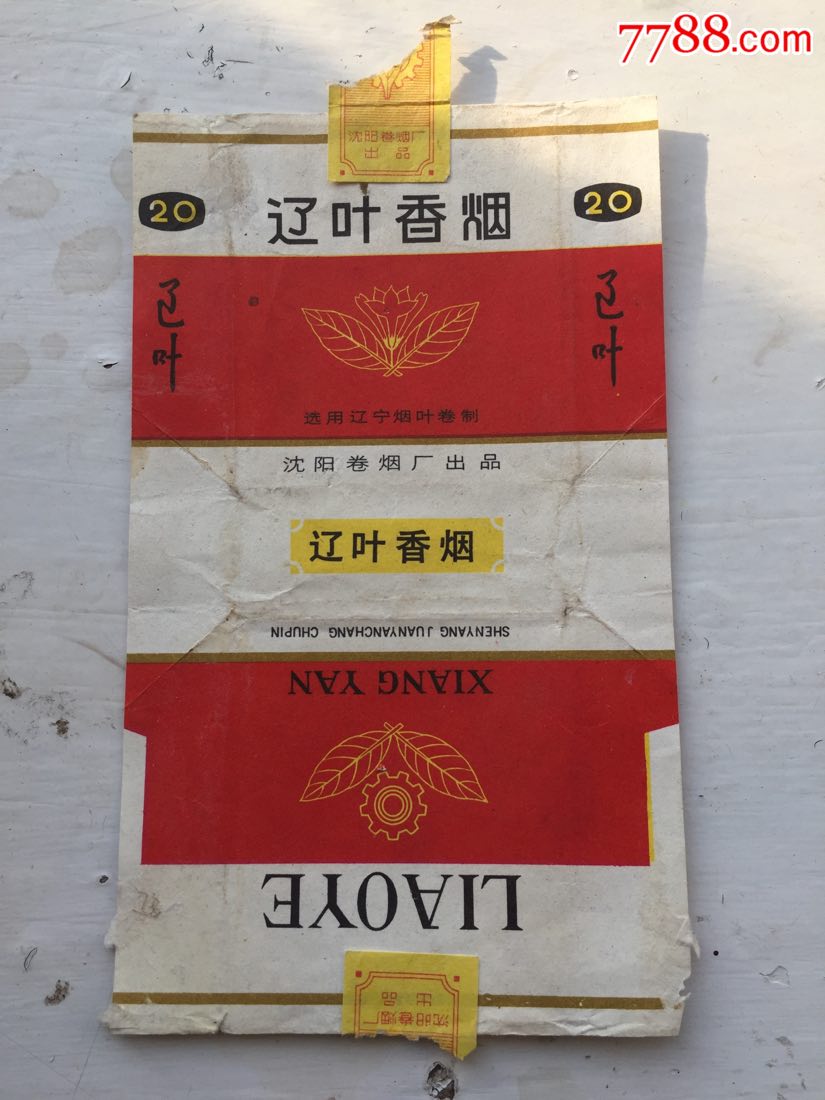 7788.com
沈阳卷烟厂
出品
20
辽叶香烟
20
辽叶
辽叶
选用辽宁烟叶卷制
沈阳卷烟厂出品
辽叶香烟
SHENYANG JUANYANCHANG CHUPIN
XIANG YAN
LIAOYE
出品
沈阳卷烟厂